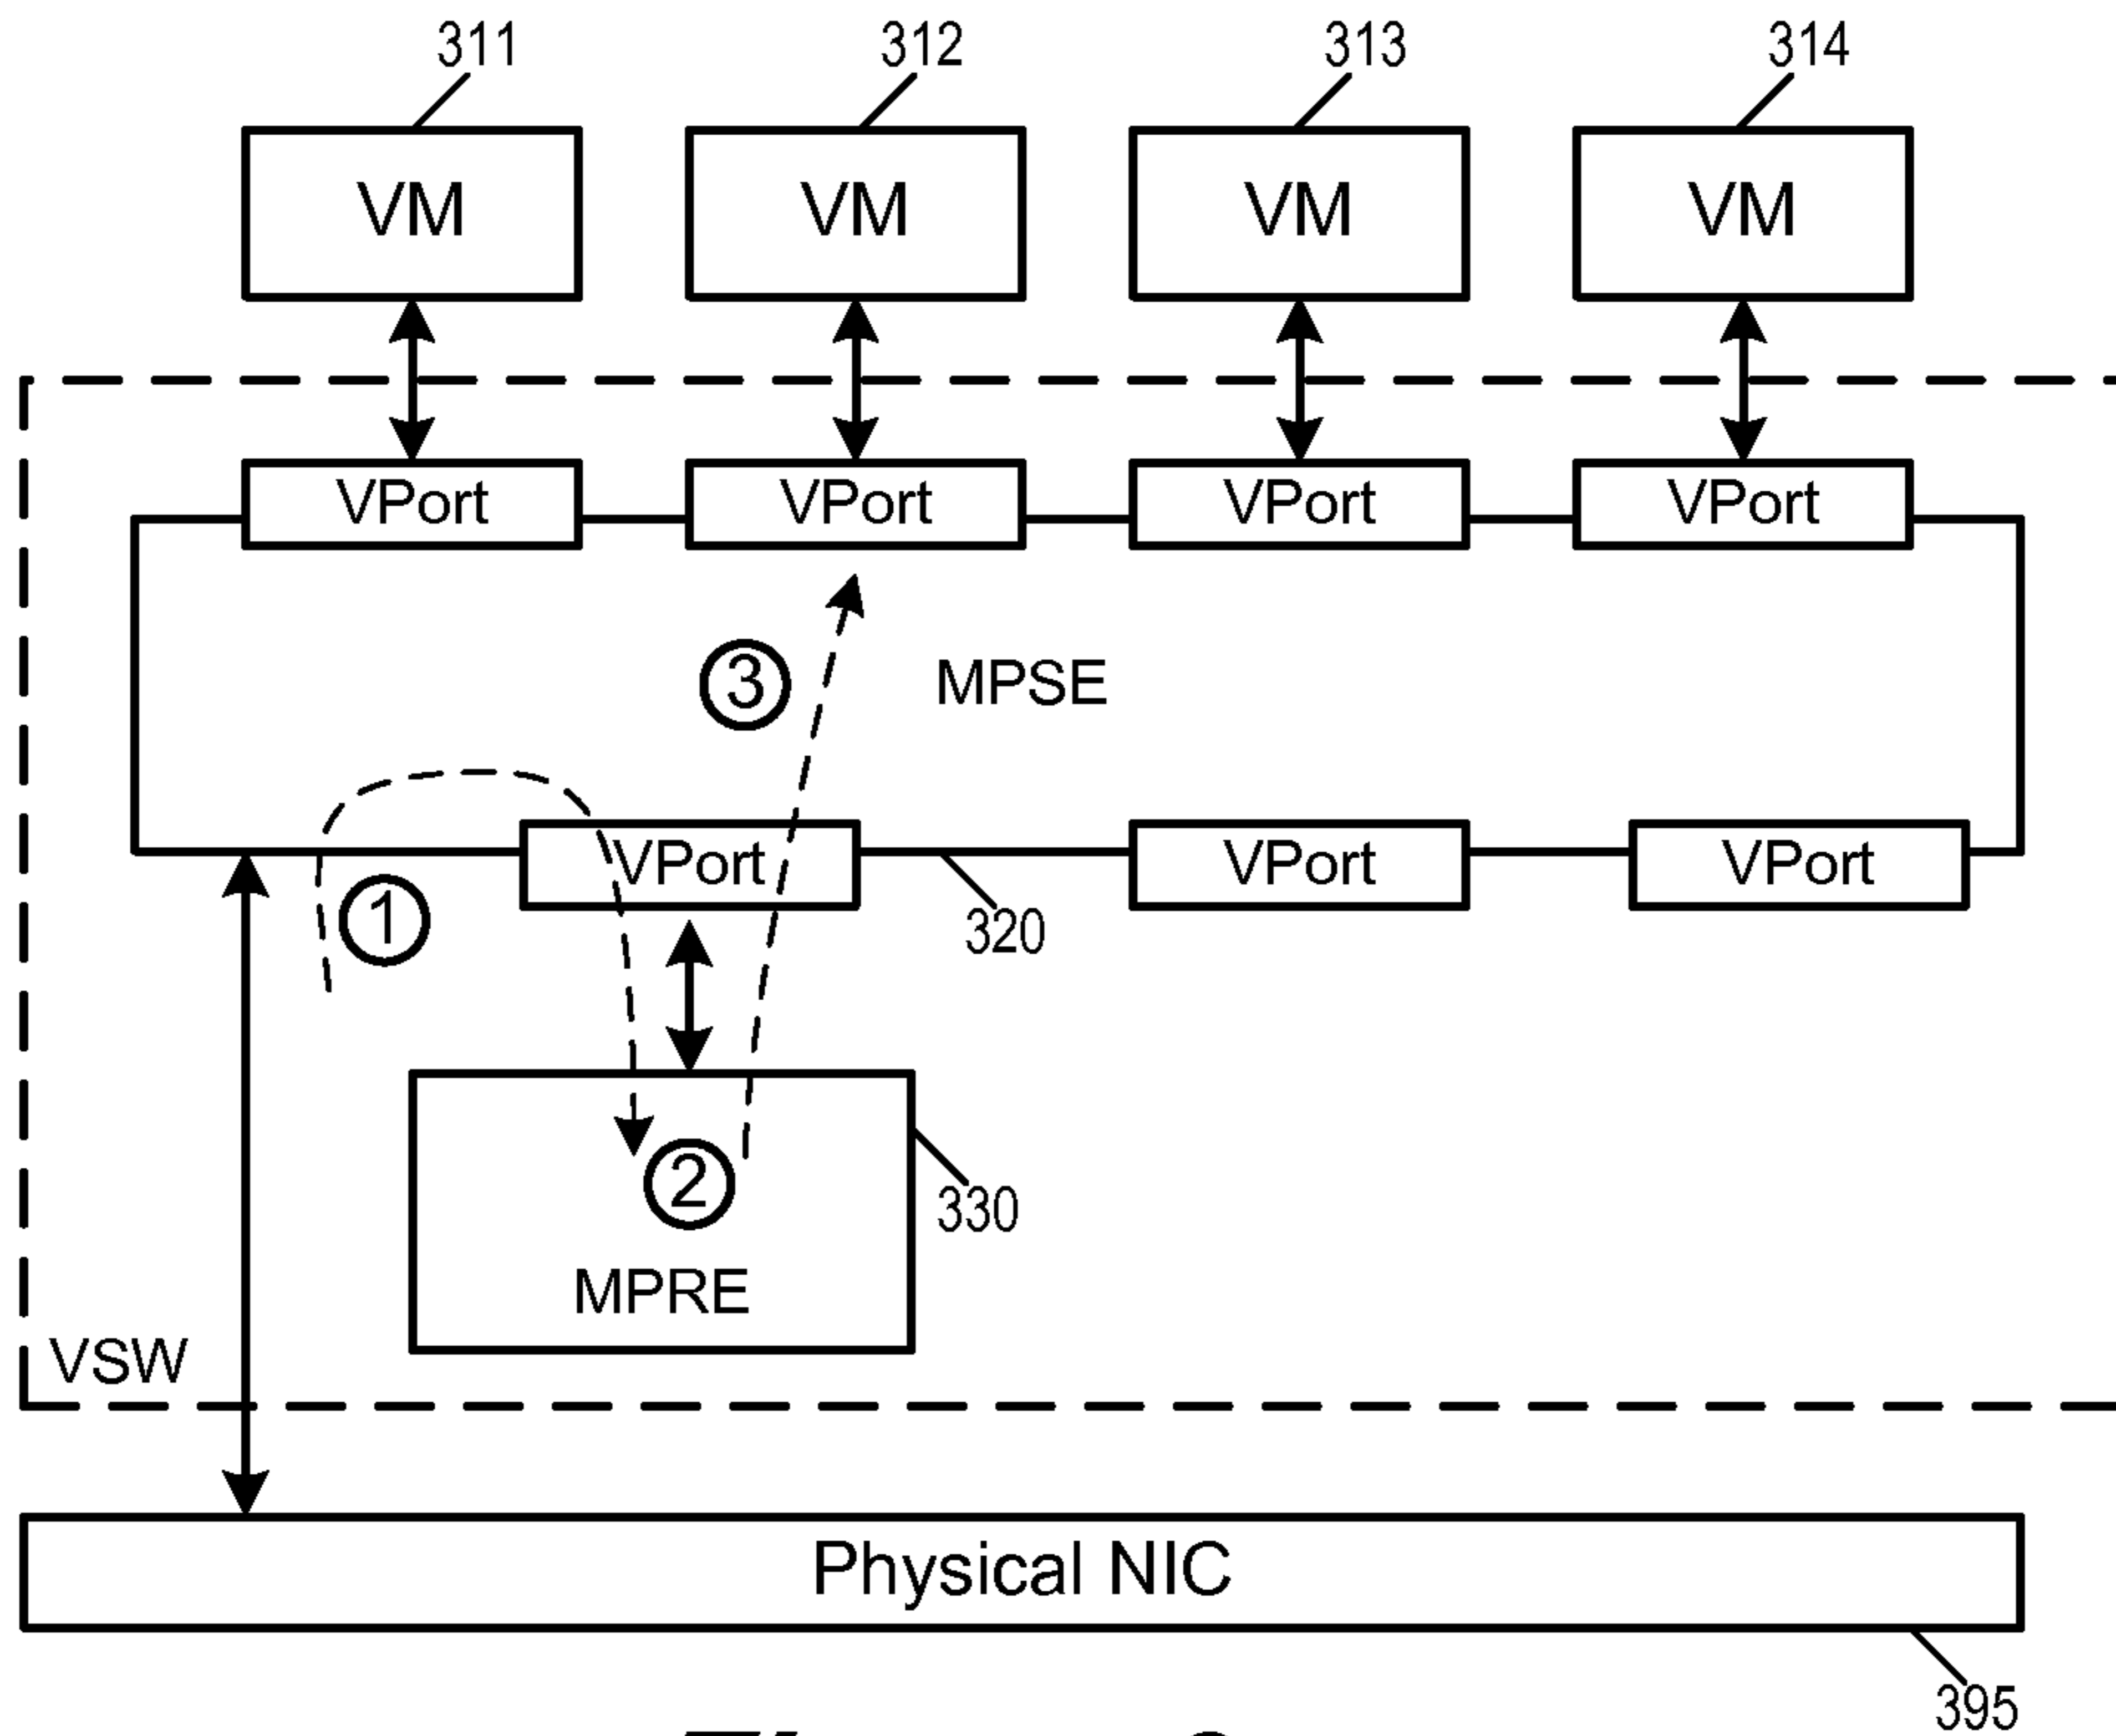 311 312 313 314
VM VM VM VM
VPort VPort VPort VPort
3 MPSE
VPort VPort VPort
1
320
2
330
MPRE
VSW
Physical NIC
395